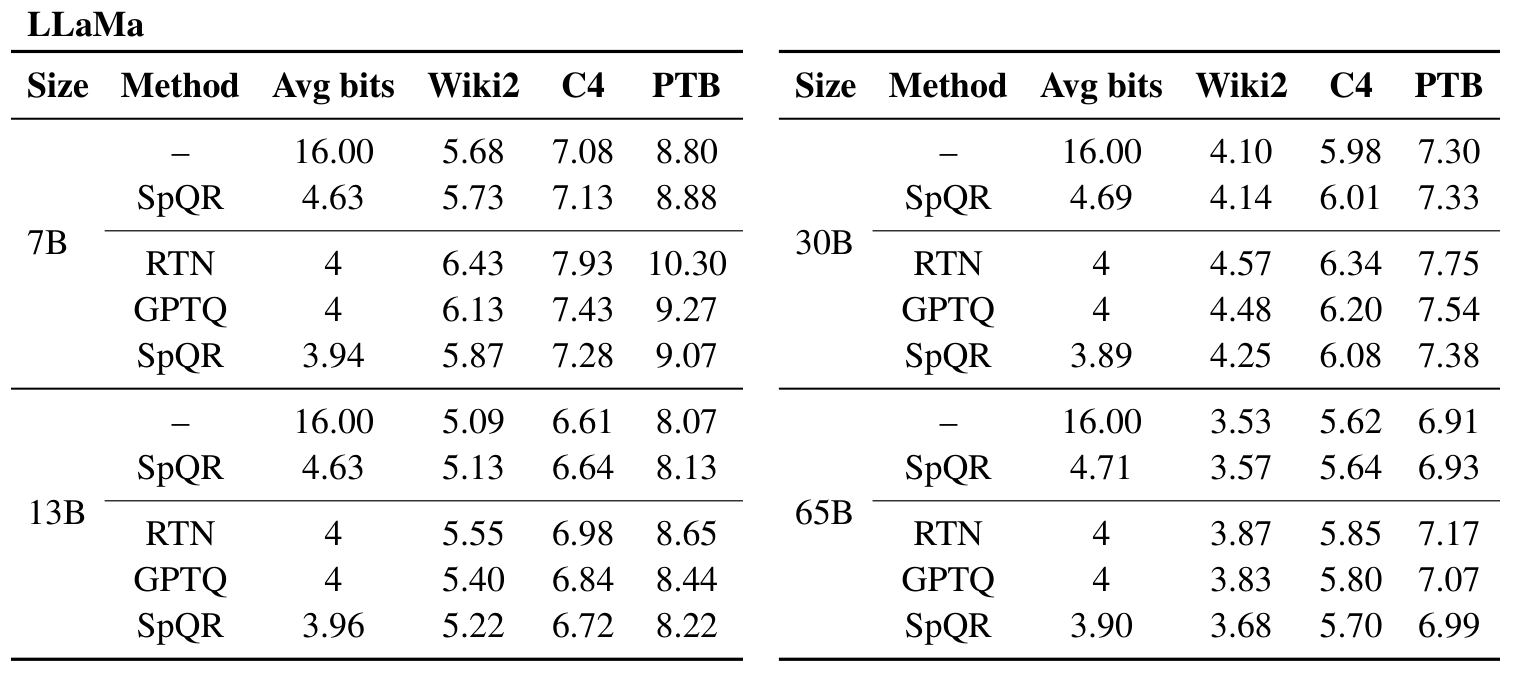 LLaMa
Size Method Avg bits Wiki2 C4 PTB
– 16.00 5.68 7.08 8.80
SpQR 4.63 5.73 7.13 8.88
7B
RTN 4 6.43 7.93 10.30
GPTQ 4 6.13 7.43 9.27
SpQR 3.94 5.87 7.28 9.07
– 16.00 5.09 6.61 8.07
SpQR 4.63 5.13 6.64 8.13
13B
RTN 4 5.55 6.98 8.65
GPTQ 4 5.40 6.84 8.44
SpQR 3.96 5.22 6.72 8.22
Size Method Avg bits Wiki2 C4 PTB
– 16.00 4.10 5.98 7.30
SpQR 4.69 4.14 6.01 7.33
30B
RTN 4 4.57 6.34 7.75
GPTQ 4 4.48 6.20 7.54
SpQR 3.89 4.25 6.08 7.38
– 16.00 3.53 5.62 6.91
SpQR 4.71 3.57 5.64 6.93
65B
RTN 4 3.87 5.85 7.17
GPTQ 4 3.83 5.80 7.07
SpQR 3.90 3.68 5.70 6.99